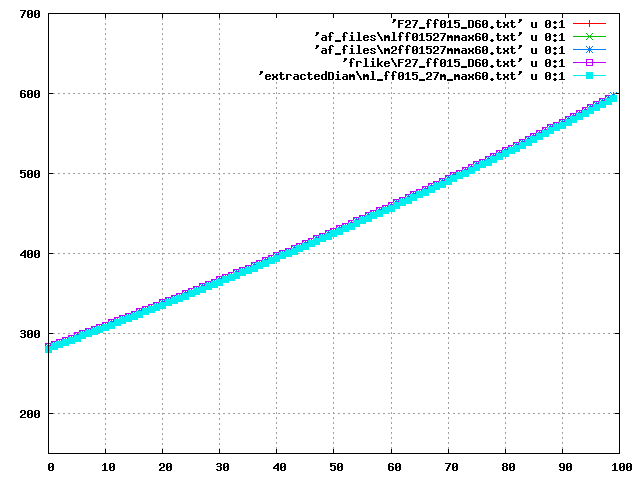 700
'F27_ff015_D60.txt' u 0:1
'af_files\mlff01527mmax60.txt' u 0:1
'af_files\m2ff01527mmax60.txt' u 0:1
'frlike\F27_ff015_D60.txt' u 0:1
'extractedDiam\ml_ff015_27m_max60.txt' u 0:1
600
500
400
300
200
0 10 20 30 40 50 60 70 80 90 100